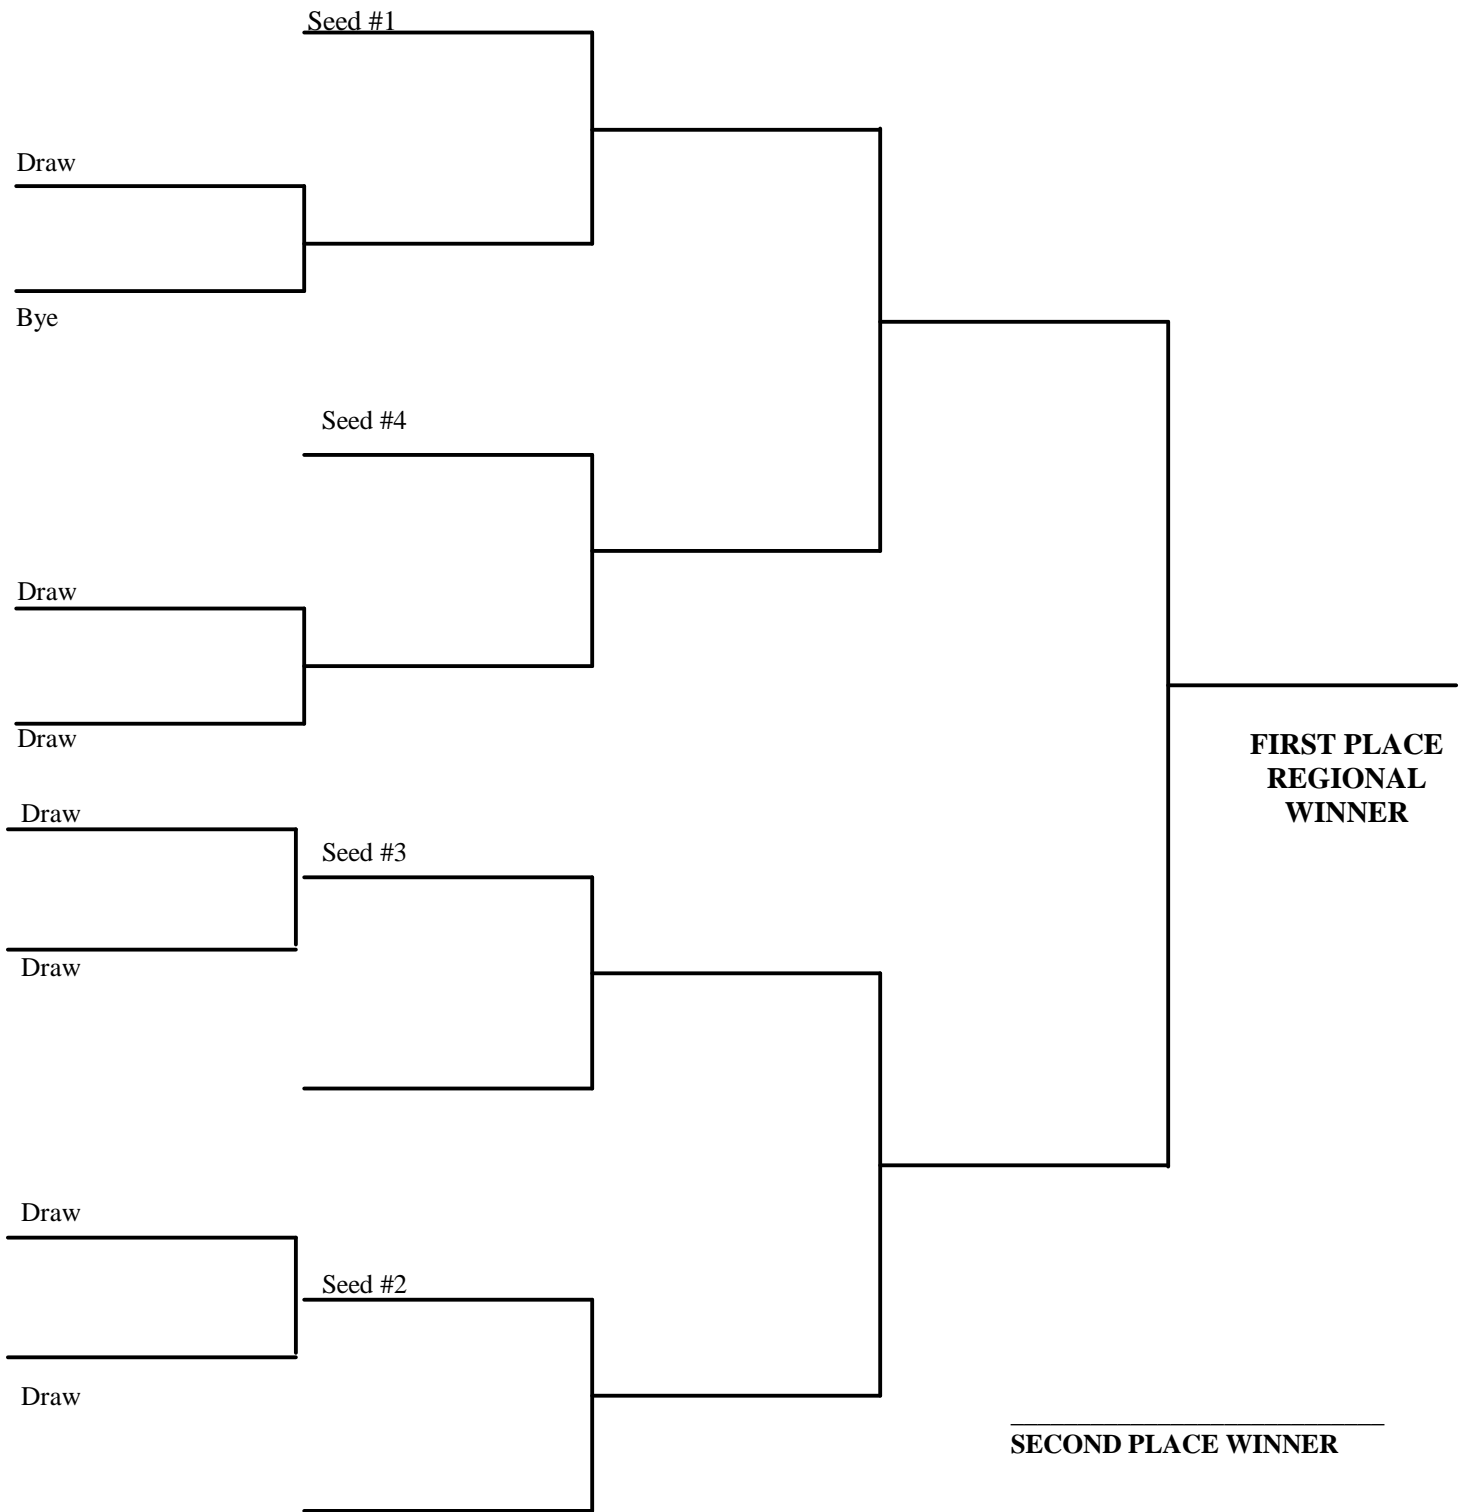 Seed #1
Draw
Bye
Seed #4
Draw
Draw
FIRST PLACE
REGIONAL
WINNER
Draw
Seed #3
Draw
Draw
Seed #2
Draw
SECOND PLACE WINNER